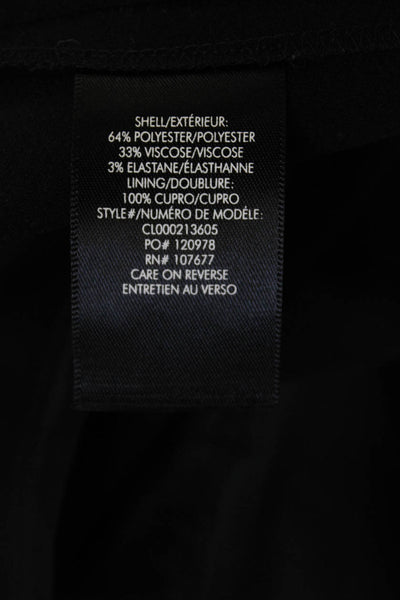 SHELL/EXTÉRIEUR:
64% POLYESTER/POLYESTER
33% VISCOSE/VISCOSE
3% ELASTANE/ÉLASTHANNE
LINING/DOUBLURE:
100% CUPRO/CUPRO
STYLE#/NUMÉRO DE MODÉLE:
CL000213605
PO# 120978
RN# 107677
CARE ON REVERSE
ENTRETIEN AU VERSO